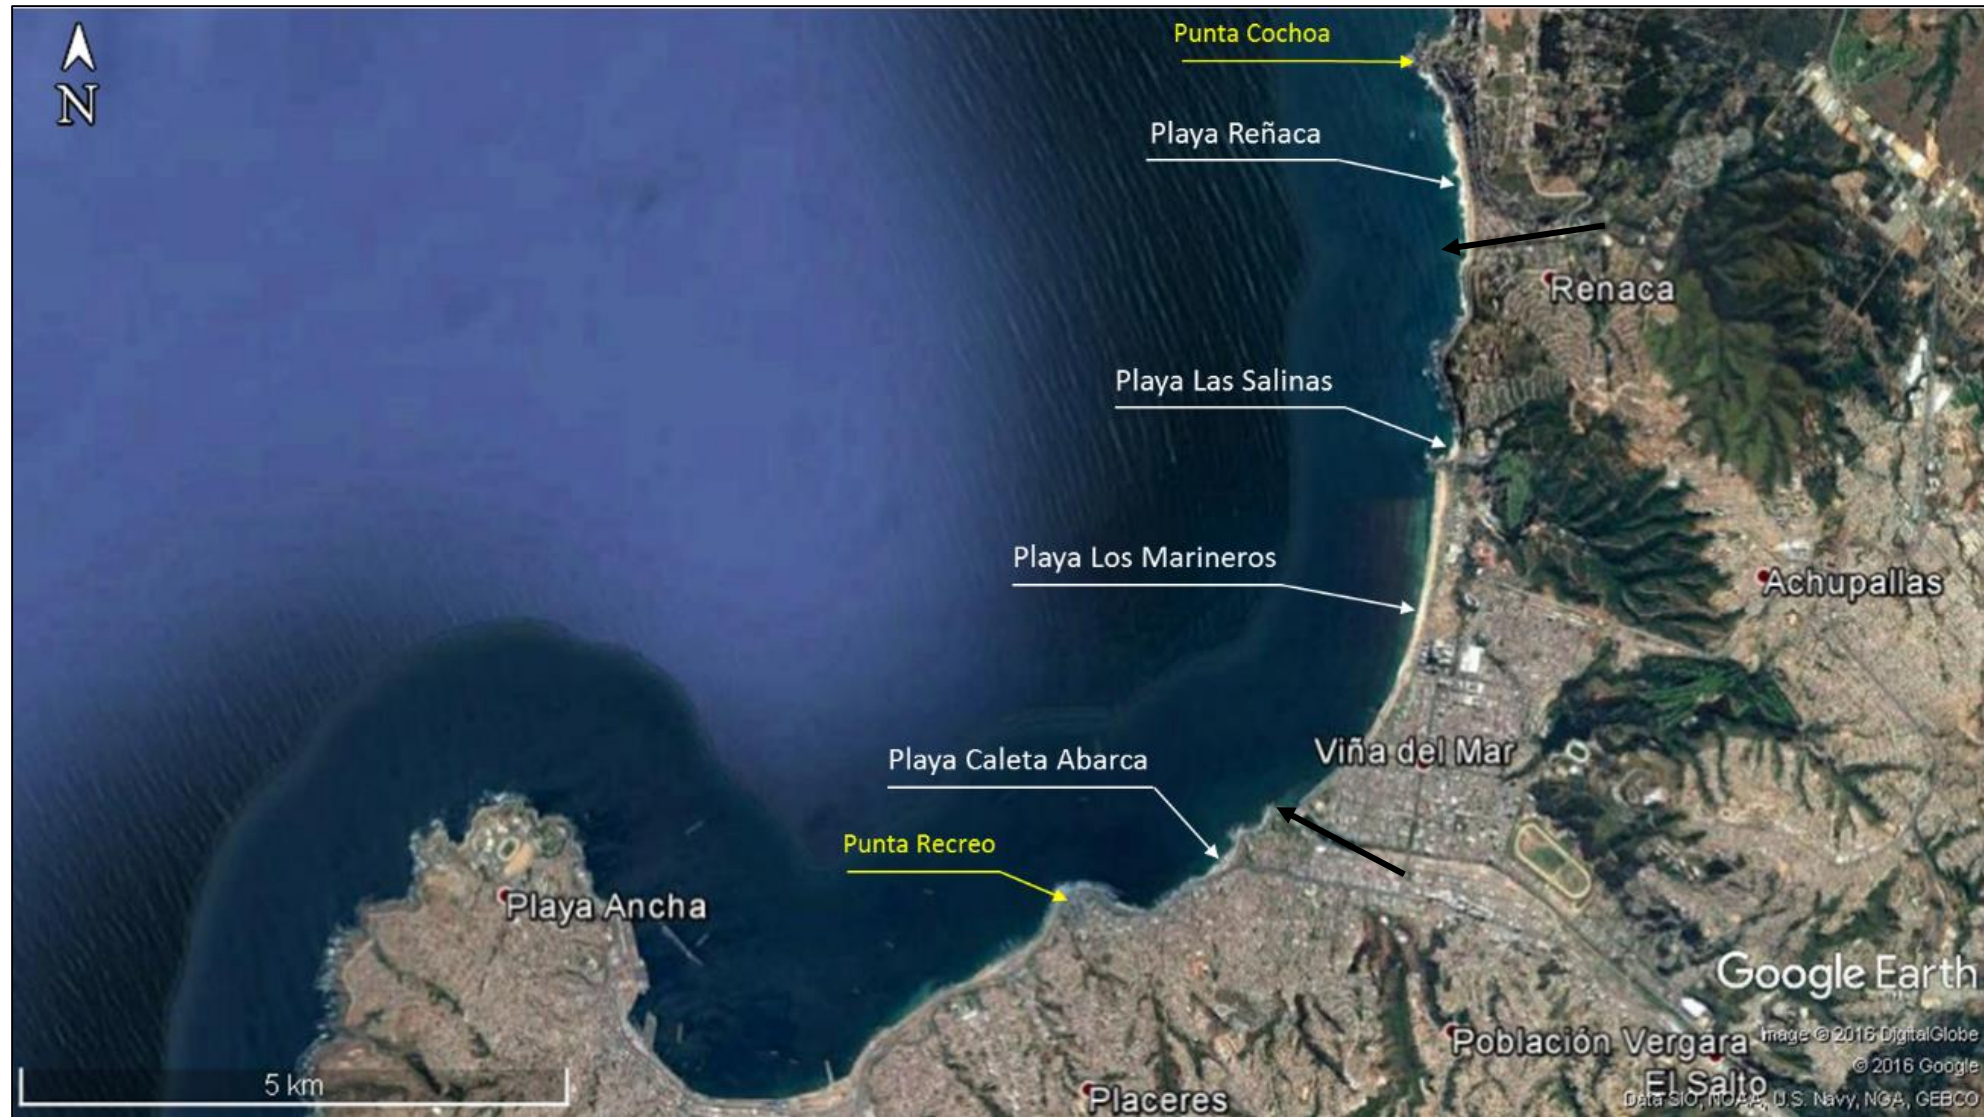 Punta Cochoa
N
Playa Reñaca
Renaca
Playa Las Salinas
Playa Los Marineros
Achupallas
Viña del Mar
Playa Caleta Abarca
Punta Recreo
Playa Ancha
Google Earth
Población Vergara
Image © 2016 DigitalGlobe
© 2016 Google
5 km
El Salto
Placeres
Data SIO, NOAA, U.S. Navy, NGA, GEBCO